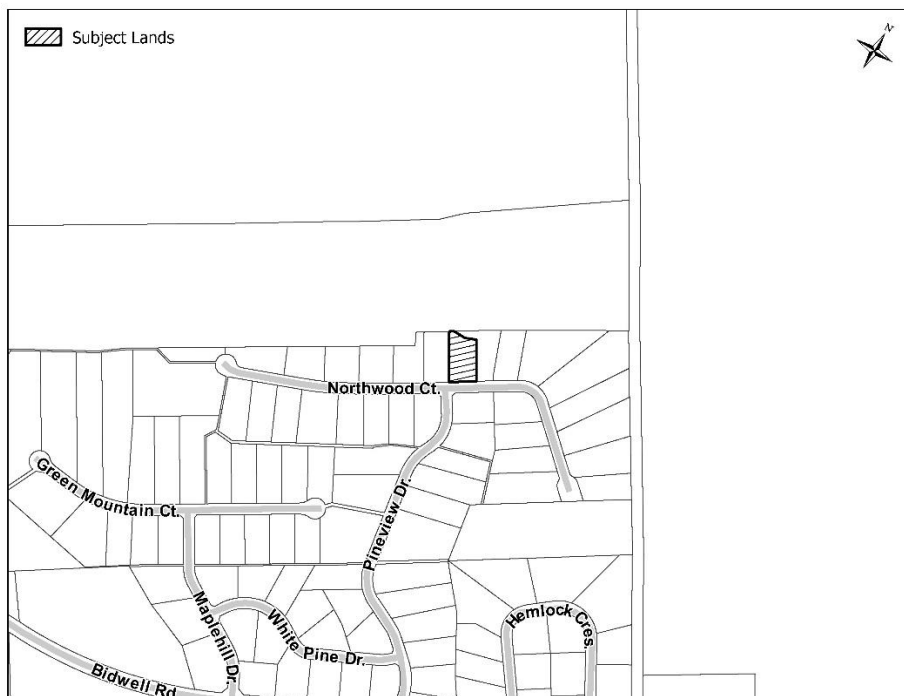 Subject Lands
N
Northwood Ct.
Green Mountain Ct.
Pineview Dr.
Maplehill Dr.
White Pine Dr.
Hemlock Cres.
Bidwell Rd.